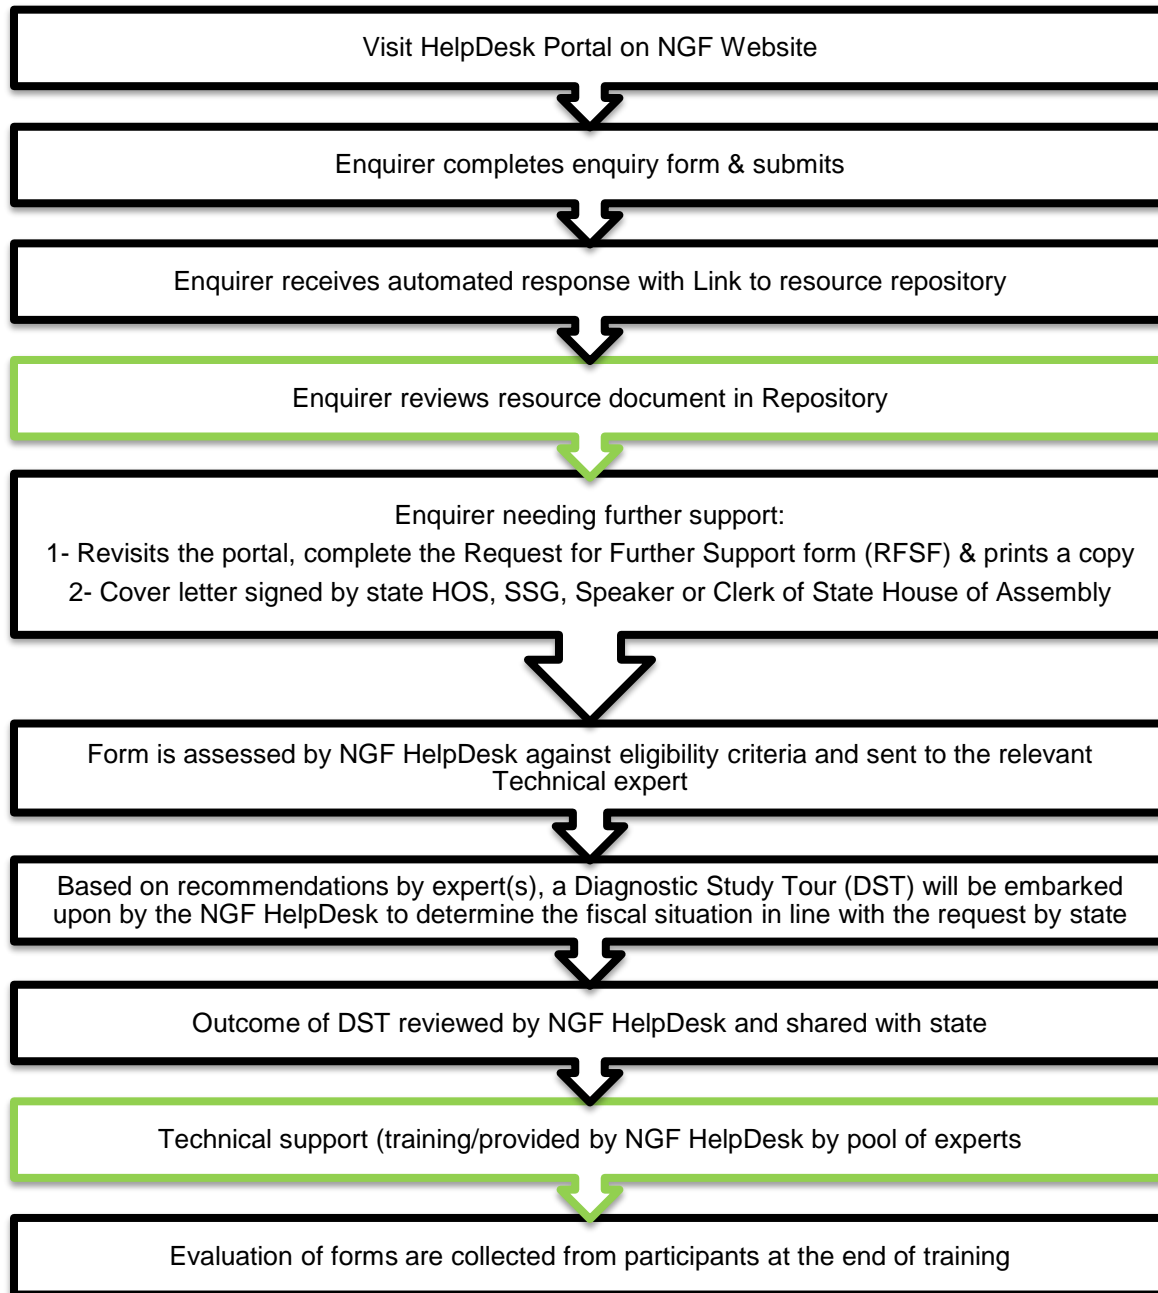 Visit HelpDesk Portal on NGF Website
Enquirer completes enquiry form & submits
Enquirer receives automated response with Link to resource repository
Enquirer reviews resource document in Repository
Enquirer needing further support:
1- Revisits the portal, complete the Request for Further Support form (RFSF) & prints a copy
2- Cover letter signed by state HOS, SSG, Speaker or Clerk of State House of Assembly
Form is assessed by NGF HelpDesk against eligibility criteria and sent to the relevant
Technical expert
Based on recommendations by expert(s), a Diagnostic Study Tour (DST) will be embarked
upon by the NGF HelpDesk to determine the fiscal situation in line with the request by state
Outcome of DST reviewed by NGF HelpDesk and shared with state
Technical support (training/provided by NGF HelpDesk by pool of experts
Evaluation of forms are collected from participants at the end of training